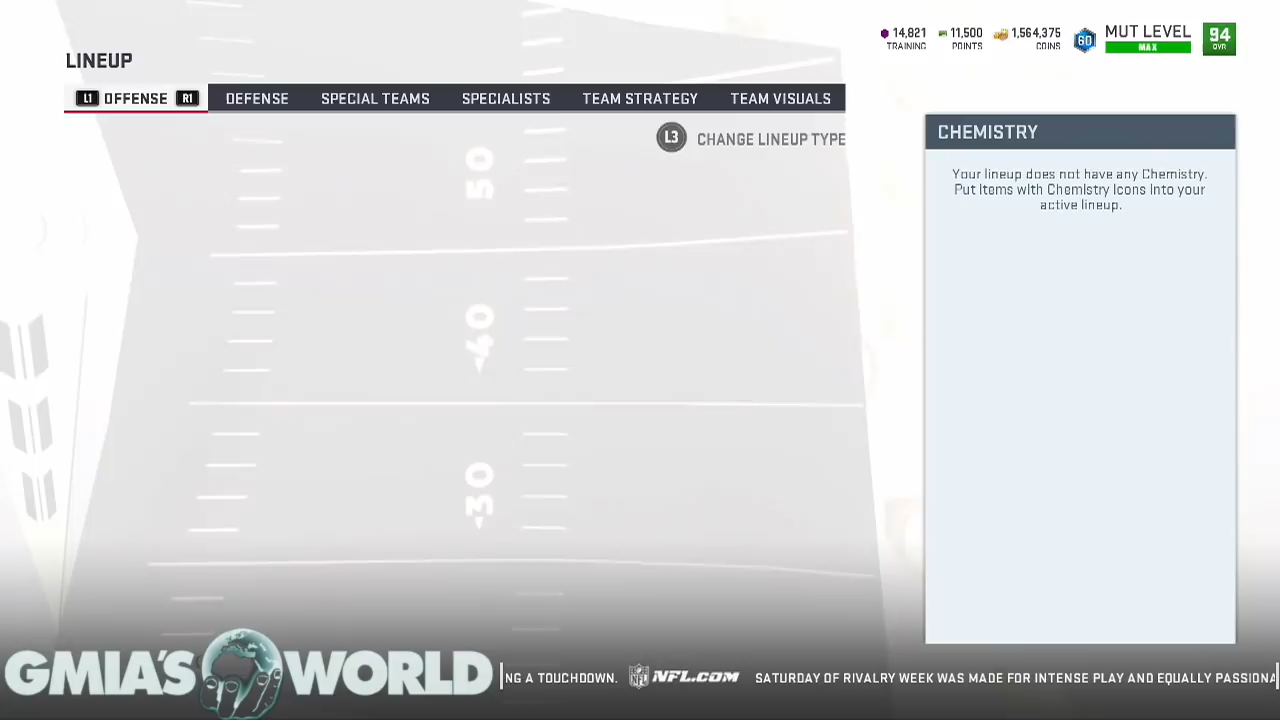 14,821 11,500 1,564,375 60 MUT LEVEL 94
TRAINING POINTS COINS MAX OVR
LINEUP
L1 OFFENSE R1 DEFENSE SPECIAL TEAMS SPECIALISTS TEAM STRATEGY TEAM VISUALS
L3 CHANGE LINEUP TYPE
CHEMISTRY
Your lineup does not have any Chemistry.
Put items with Chemistry Icons into your
active lineup.
50
40
30
GMIA'S WORLD
NG A TOUCHDOWN. NFL NFL.COM SATURDAY OF RIVALRY WEEK WAS MADE FOR INTENSE PLAY AND EQUALLY PASSIONA